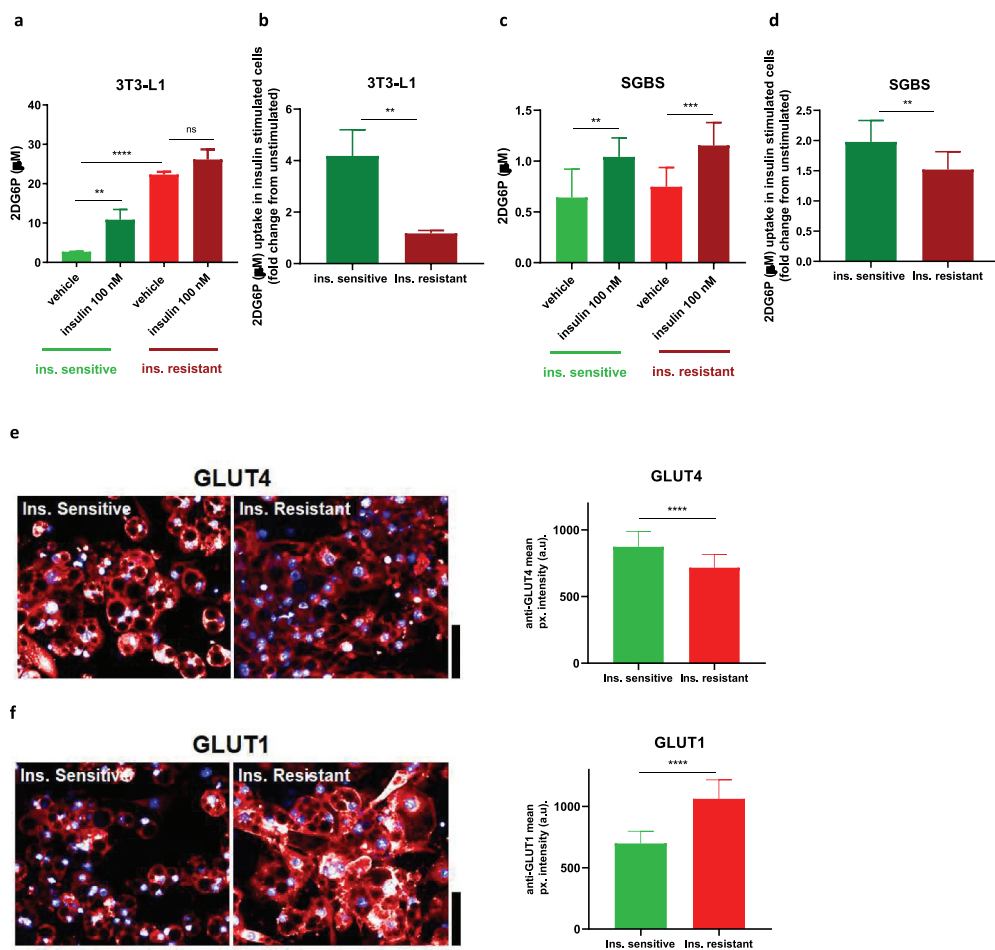 a
3T3-L1
2DG6P (µM)
40
30
20
10
0
****
**
ns
vehicle
insulin 100 nM
vehicle
insulin 100 nM
ins. sensitive
ins. resistant
b
3T3-L1
2DG6P (µM) uptake in insulin stimulated cells
(fold change from unstimulated)
6
4
2
0
**
ins. sensitive
Ins. resistant
c
SGBS
2DG6P (µM)
1.5
1.0
0.5
0.0
**
***
vehicle
insulin 100 nM
vehicle
insulin 100 nM
ins. sensitive
ins. resistant
d
SGBS
2DG6P (µM) uptake in insulin stimulated cells
(fold change from unstimulated)
2.5
2.0
1.5
1.0
0.5
0.0
**
ins. sensitive
Ins. resistant
e
GLUT4
Ins. Sensitive
Ins. Resistant
GLUT4
anti-GLUT4 mean
px. intensity (a.u).
1000
500
0
****
Ins. sensitive
Ins. resistant
f
GLUT1
Ins. Sensitive
Ins. Resistant
GLUT1
anti-GLUT1 mean
px. intensity (a.u).
1000
500
0
****
Ins. sensitive
Ins. resistant